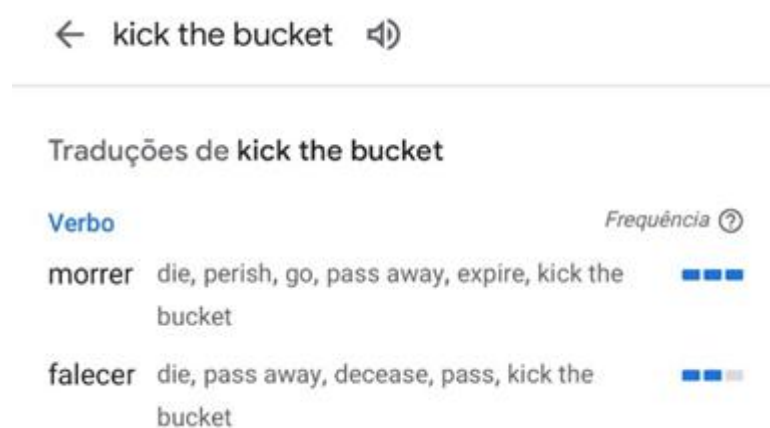 kick the bucket
Traduções de kick the bucket
Verbo Frequência
morrer die, perish, go, pass away, expire, kick the
bucket
falecer die, pass away, decease, pass, kick the
bucket